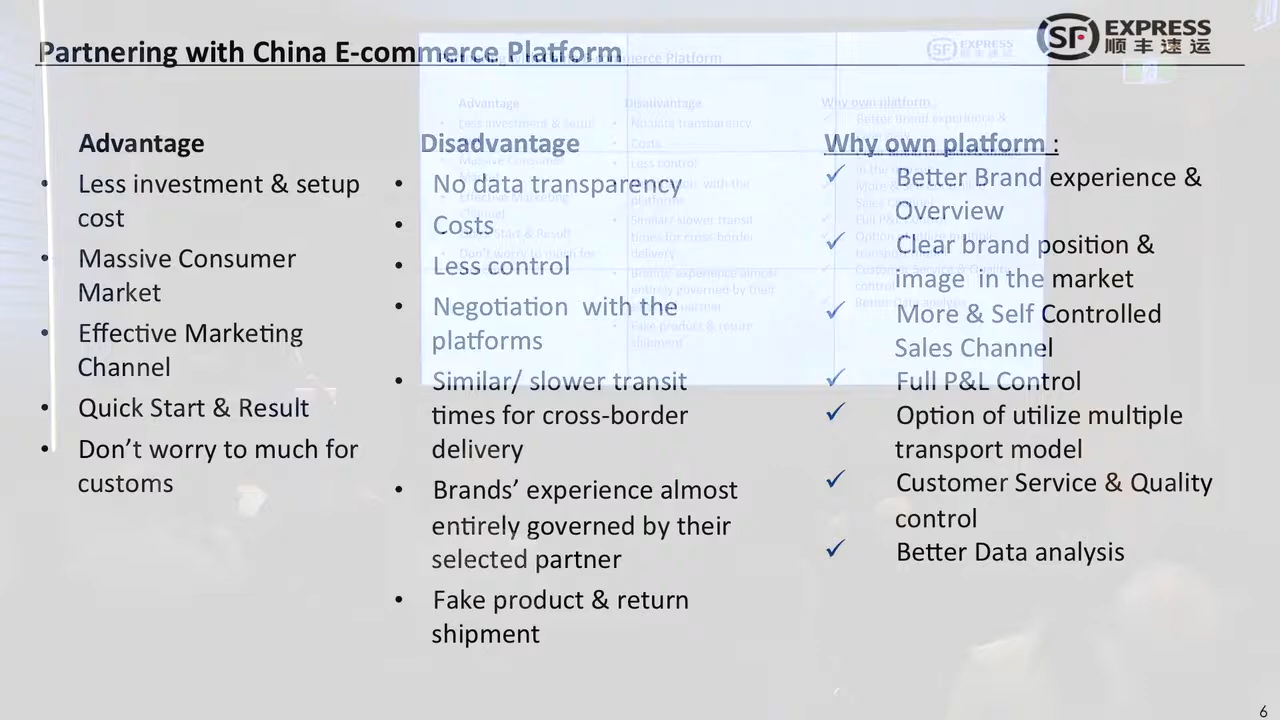 Partnering with China E-commerce Platform
SF EXPRESS
顺丰速运
Advantage
• Less investment & setup
cost
• Massive Consumer
Market
• Effective Marketing
Channel
• Quick Start & Result
• Don’t worry to much for
customs
Disadvantage
• No data transparency
• Costs
• Less control
• Negotiation with the
platforms
• Similar/ slower transit
times for cross-border
delivery
• Brands’ experience almost
entirely governed by their
selected partner
• Fake product & return
shipment
Why own platform :
✓ Better Brand experience &
Overview
✓ Clear brand position &
image in the market
✓ More & Self Controlled
Sales Channel
✓ Full P&L Control
✓ Option of utilize multiple
transport model
✓ Customer Service & Quality
control
✓ Better Data analysis
6